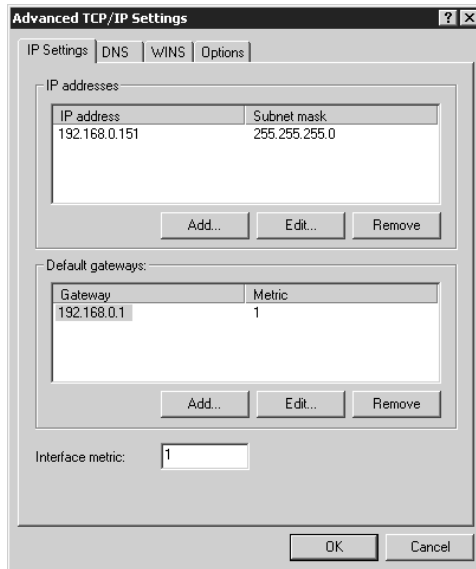 Advanced TCP/IP Settings ? X
IP Settings DNS WINS Options
IP addresses
IP address Subnet mask
192.168.0.151 255.255.255.0
Add... Edit... Remove
Default gateways:
Gateway Metric
192.168.0.1 1
Add... Edit... Remove
Interface metric: 1
OK Cancel